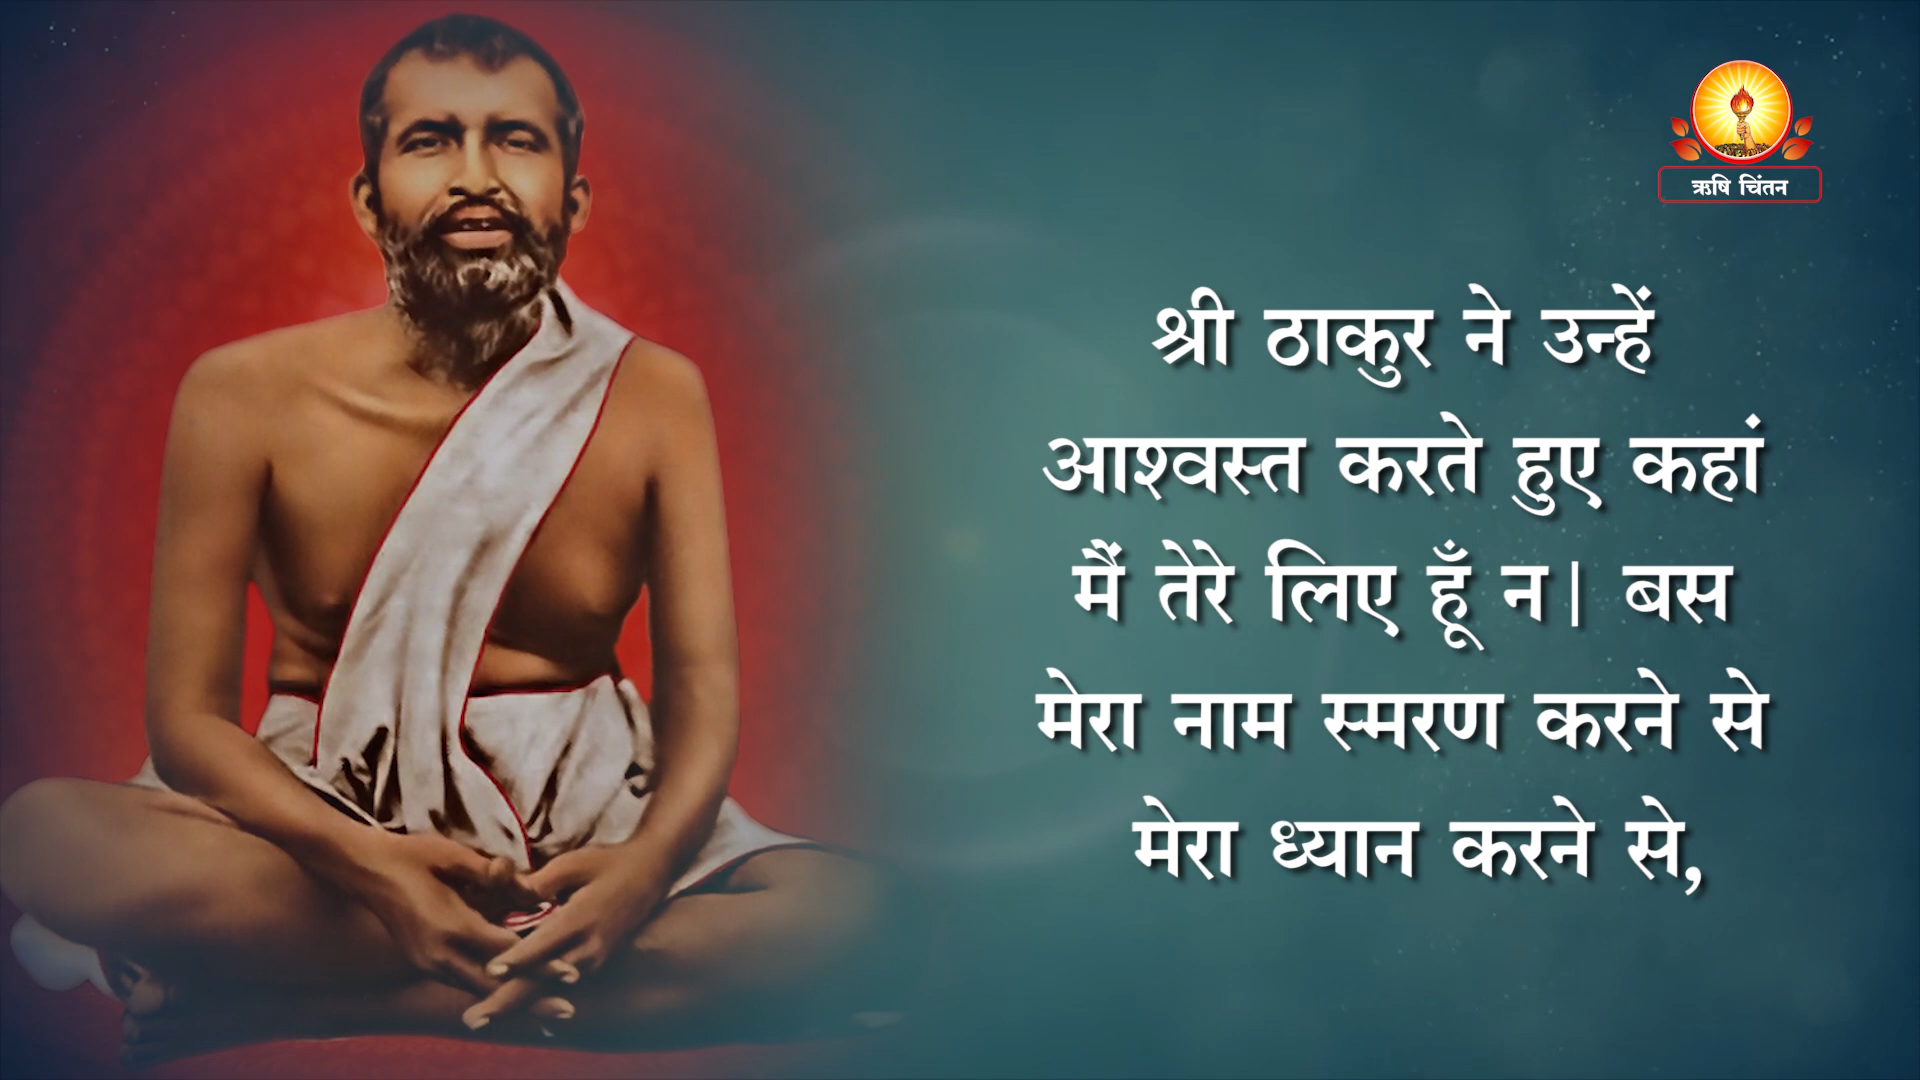 ऋषि चिंतन
श्री ठाकुर ने उन्हें
आश्वस्त करते हुए कहां
मैं तेरे लिए हूँ न| बस
मेरा नाम स्मरण करने से
मेरा ध्यान करने से,